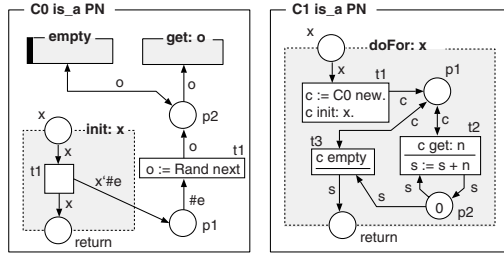 C0 is_a PN
empty
get: o
o
o
p2
x
init: x
x
t1
x
x'#e
return
o
t1
o := Rand next
#e
p1
C1 is_a PN
x
doFor: x
x
t1
c := C0 new.
c init: x.
c
p1
c
c
t3
c empty
t2
c get: n
s := s + n
s
s
s
0
p2
return